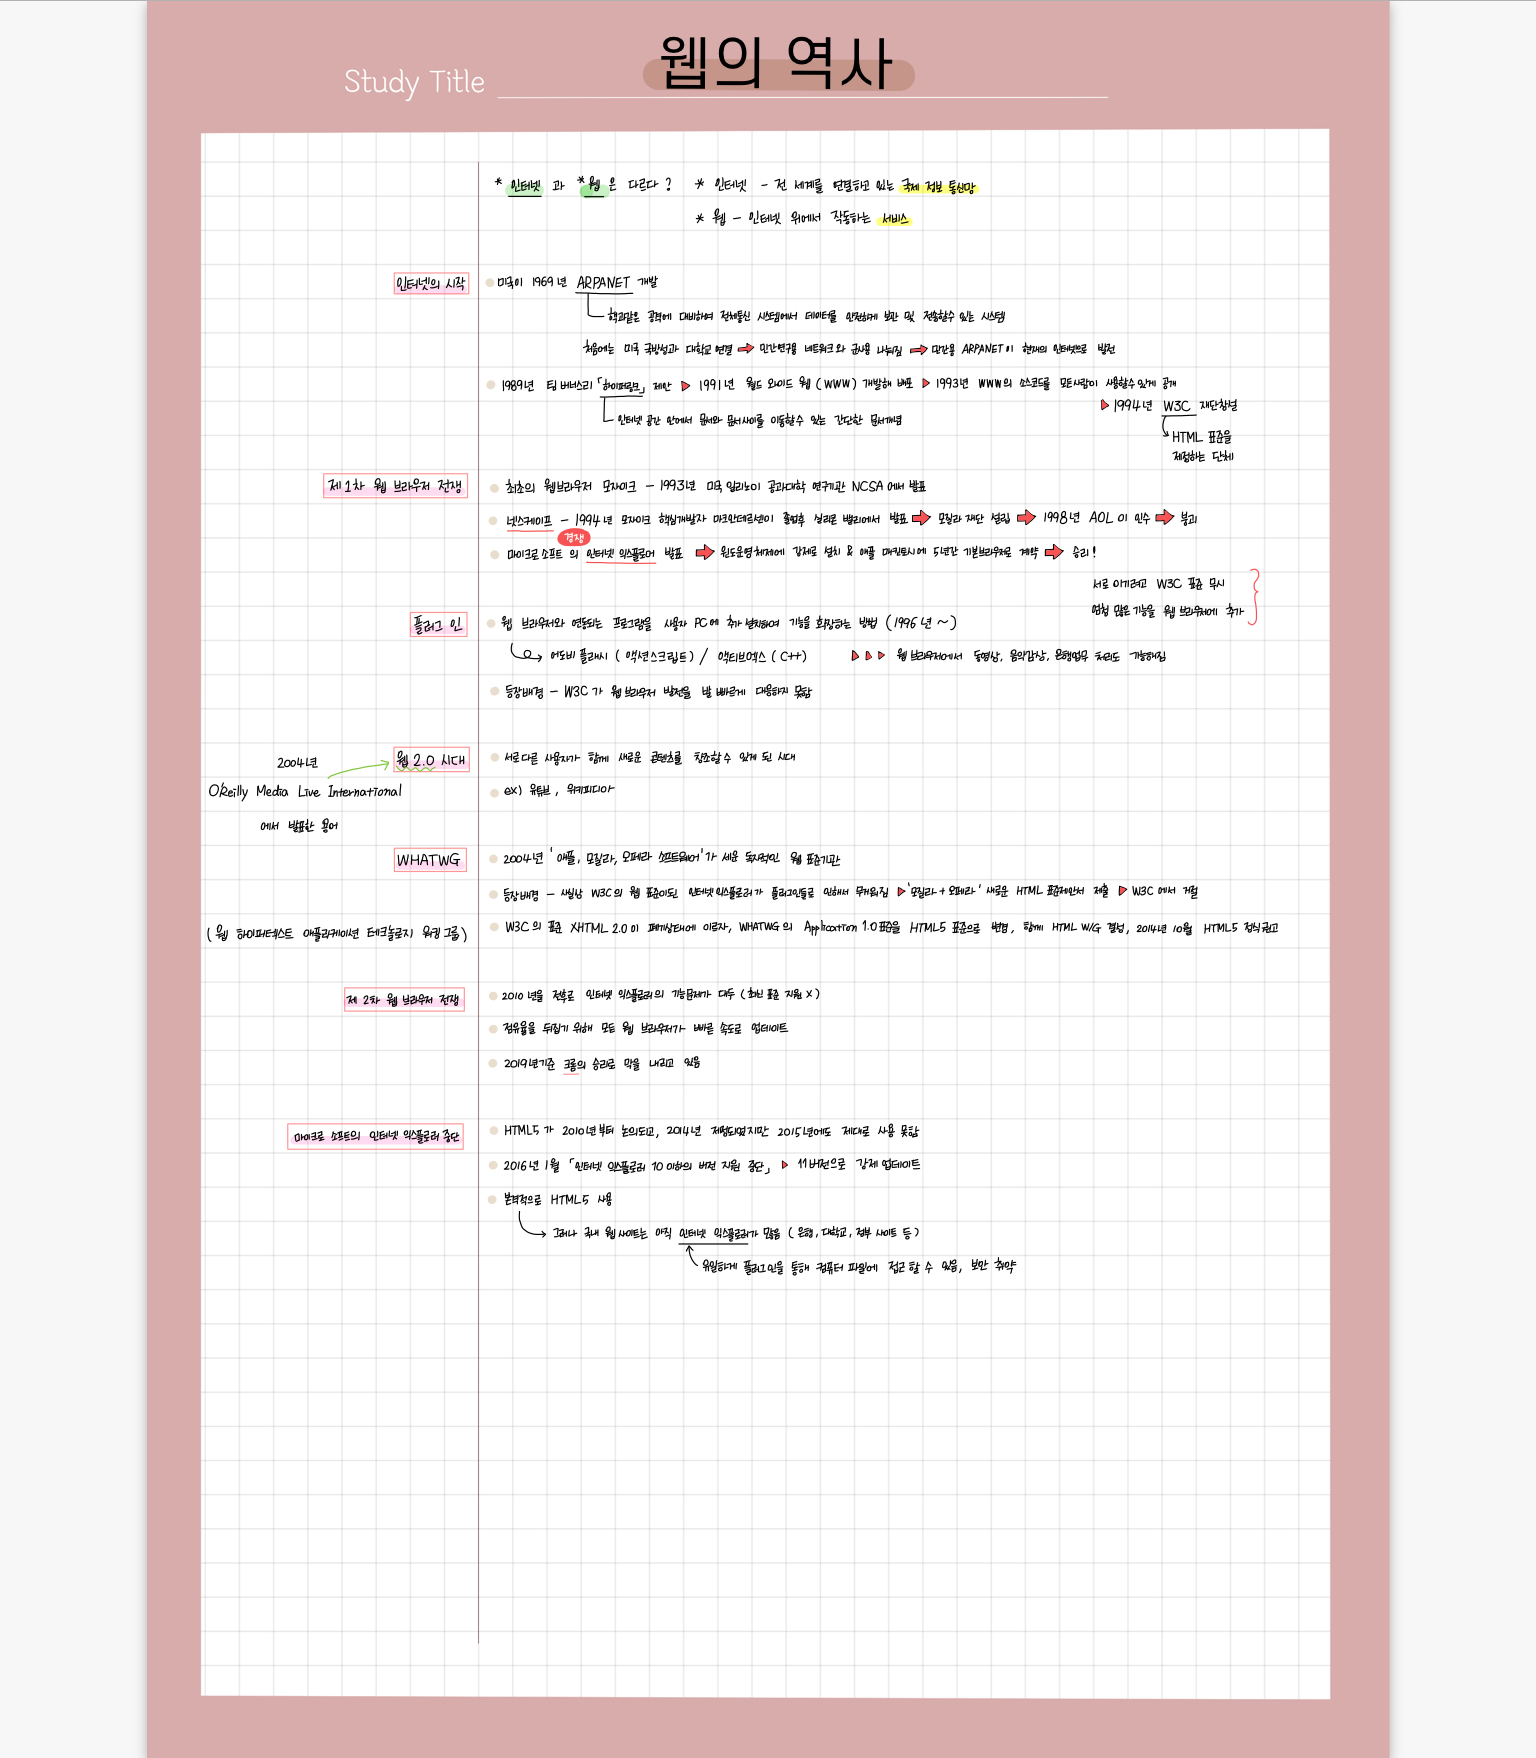 웹의 역사
Study Title
* 인터넷 과 *웹 은 다르다 ?
* 인터넷 - 전 세계를 연결하고 있는 국제 정보 통신망
* 웹 - 인터넷 위에서 작동하는 서비스
인터넷의 시작
미국이 1969년 ARPANET 개발
핵과같은 공격에 대비하여 전체통신 시스템에서 데이터를 안전하게 보관 및 전송할수 있는 시스템
처음에는 미국 국방성과 대학교 연결 ➡ 민간연구용 네트워크와 군사용 나눠짐 ➡ 민간용 ARPANET이 현재의 인터넷으로 발전
1989년 팀 버너스리 「하이퍼링크」 제안 ▶ 1991년 월드 와이드 웹 (WWW) 개발해 배포 ▶ 1993년 WWW의 소스코드를 모든사람이 사용할수있게 공개
▶ 1994년 W3C 재단창설
인터넷 공간 안에서 문서와 문서사이를 이동할수 있는 간단한 문서개념
HTML 표준을
제정하는 단체
제1차 웹 브라우저 전쟁
최초의 웹브라우저 모자이크 - 1993년 미국 일리노이 공과대학 연구기관 NCSA에서 발표
넷스케이프 - 1994년 모자이크 핵심개발자 마크안데르센이 졸업후 실리콘 밸리에서 발표 ➡ 모질라 재단 설립 ➡ 1998년 AOL이 인수 ➡ 붕괴
경쟁
마이크로소프트 의 인터넷 익스플로어 발표 ➡ 윈도운영체제에 강제로 설치 & 애플 매킨토시에 5년간 기본브라우저로 계약 ➡ 승리!
서로 이기려고 W3C 표준 무시
엄청 많은 기능을 웹 브라우저에 추가
플러그 인
웹 브라우저와 연동되는 프로그램을 사용자 PC에 추가 설치하여 기능을 확장하는 방법 (1996년 ~)
어도비 플래시 (액션스크립트) / 액티브엑스 (C++) ▶▶▶ 웹브라우저에서 동영상, 음악감상, 은행업무 처리도 가능해짐
등장배경 - W3C가 웹브라우저 발전을 발 빠르게 대응하지 못함
2004년
웹 2.0 시대
O'Reilly Media Live International
에서 발표한 용어
서로다른 사용자가 함께 새로운 콘텐츠를 창조할수 있게 된 시대
ex) 유튜브, 위키피디아
WHATWG
2004년 '애플, 모질라, 오페라 소프트웨어'가 세운 독자적인 웹 표준기관
등장배경 - 사실상 W3C의 웹 표준이된 인터넷익스플로러가 플러그인들로 인해서 무거워짐 ▶ '모질라 + 오페라' 새로운 HTML 표준제안서 제출 ▶ W3C에서 거절
(웹 하이퍼텍스트 애플리케이션 테크놀로지 워킹그룹)
W3C의 표준 XHTML 2.0이 폐기상태에 이르자, WHATWG의 Application 1.0표준을 HTML5 표준으로 변경, 함께 HTML W/G 결성, 2014년 10월 HTML5 정식권고
제 2차 웹 브라우저 전쟁
2010년을 전후로 인터넷 익스플로러의 기능문제가 대두 (최신 표준 지원 X)
점유율을 뒤집기 위해 모든 웹 브라우저가 빠른 속도로 업데이트
2019년기준 크롬의 승리로 막을 내리고 있음
마이크로 소프트의 인터넷 익스플로러 중단
HTML5가 2010년부터 논의되고, 2014년 제정되었지만 2015년에도 제대로 사용 못함
2016년 1월 「인터넷 익스플로러 10이하의 버전 지원 중단」 ▶ 11버전으로 강제 업데이트
본격적으로 HTML5 사용
그러나 국내 웹사이트는 아직 인터넷 익스플로러가 많음 (은행, 대학교, 정부 사이트 등)
유일하게 플러그인을 통해 컴퓨터 파일에 접근 할 수 있음, 보안 취약